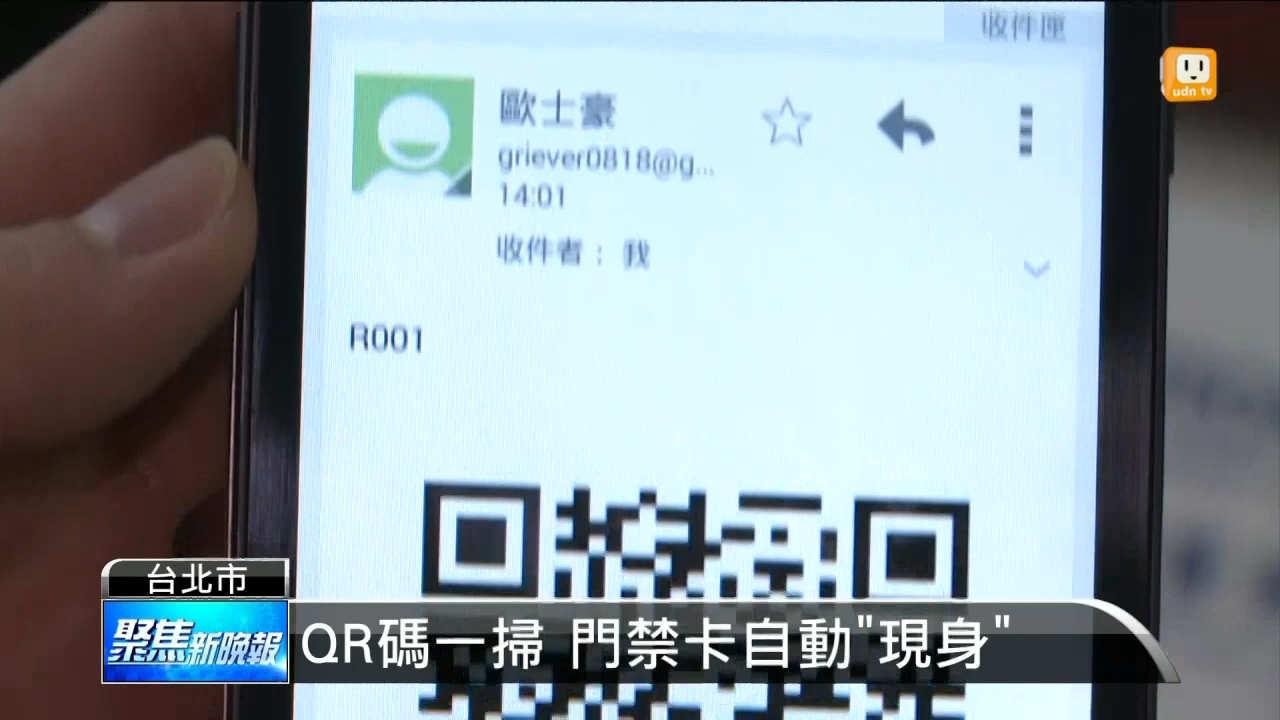 收件匣
udn tv
歐士豪
griever0818@g...
14:01
收件者： 我
R001
台北市
聚焦新晚報
QR碼一掃 門禁卡自動"現身"